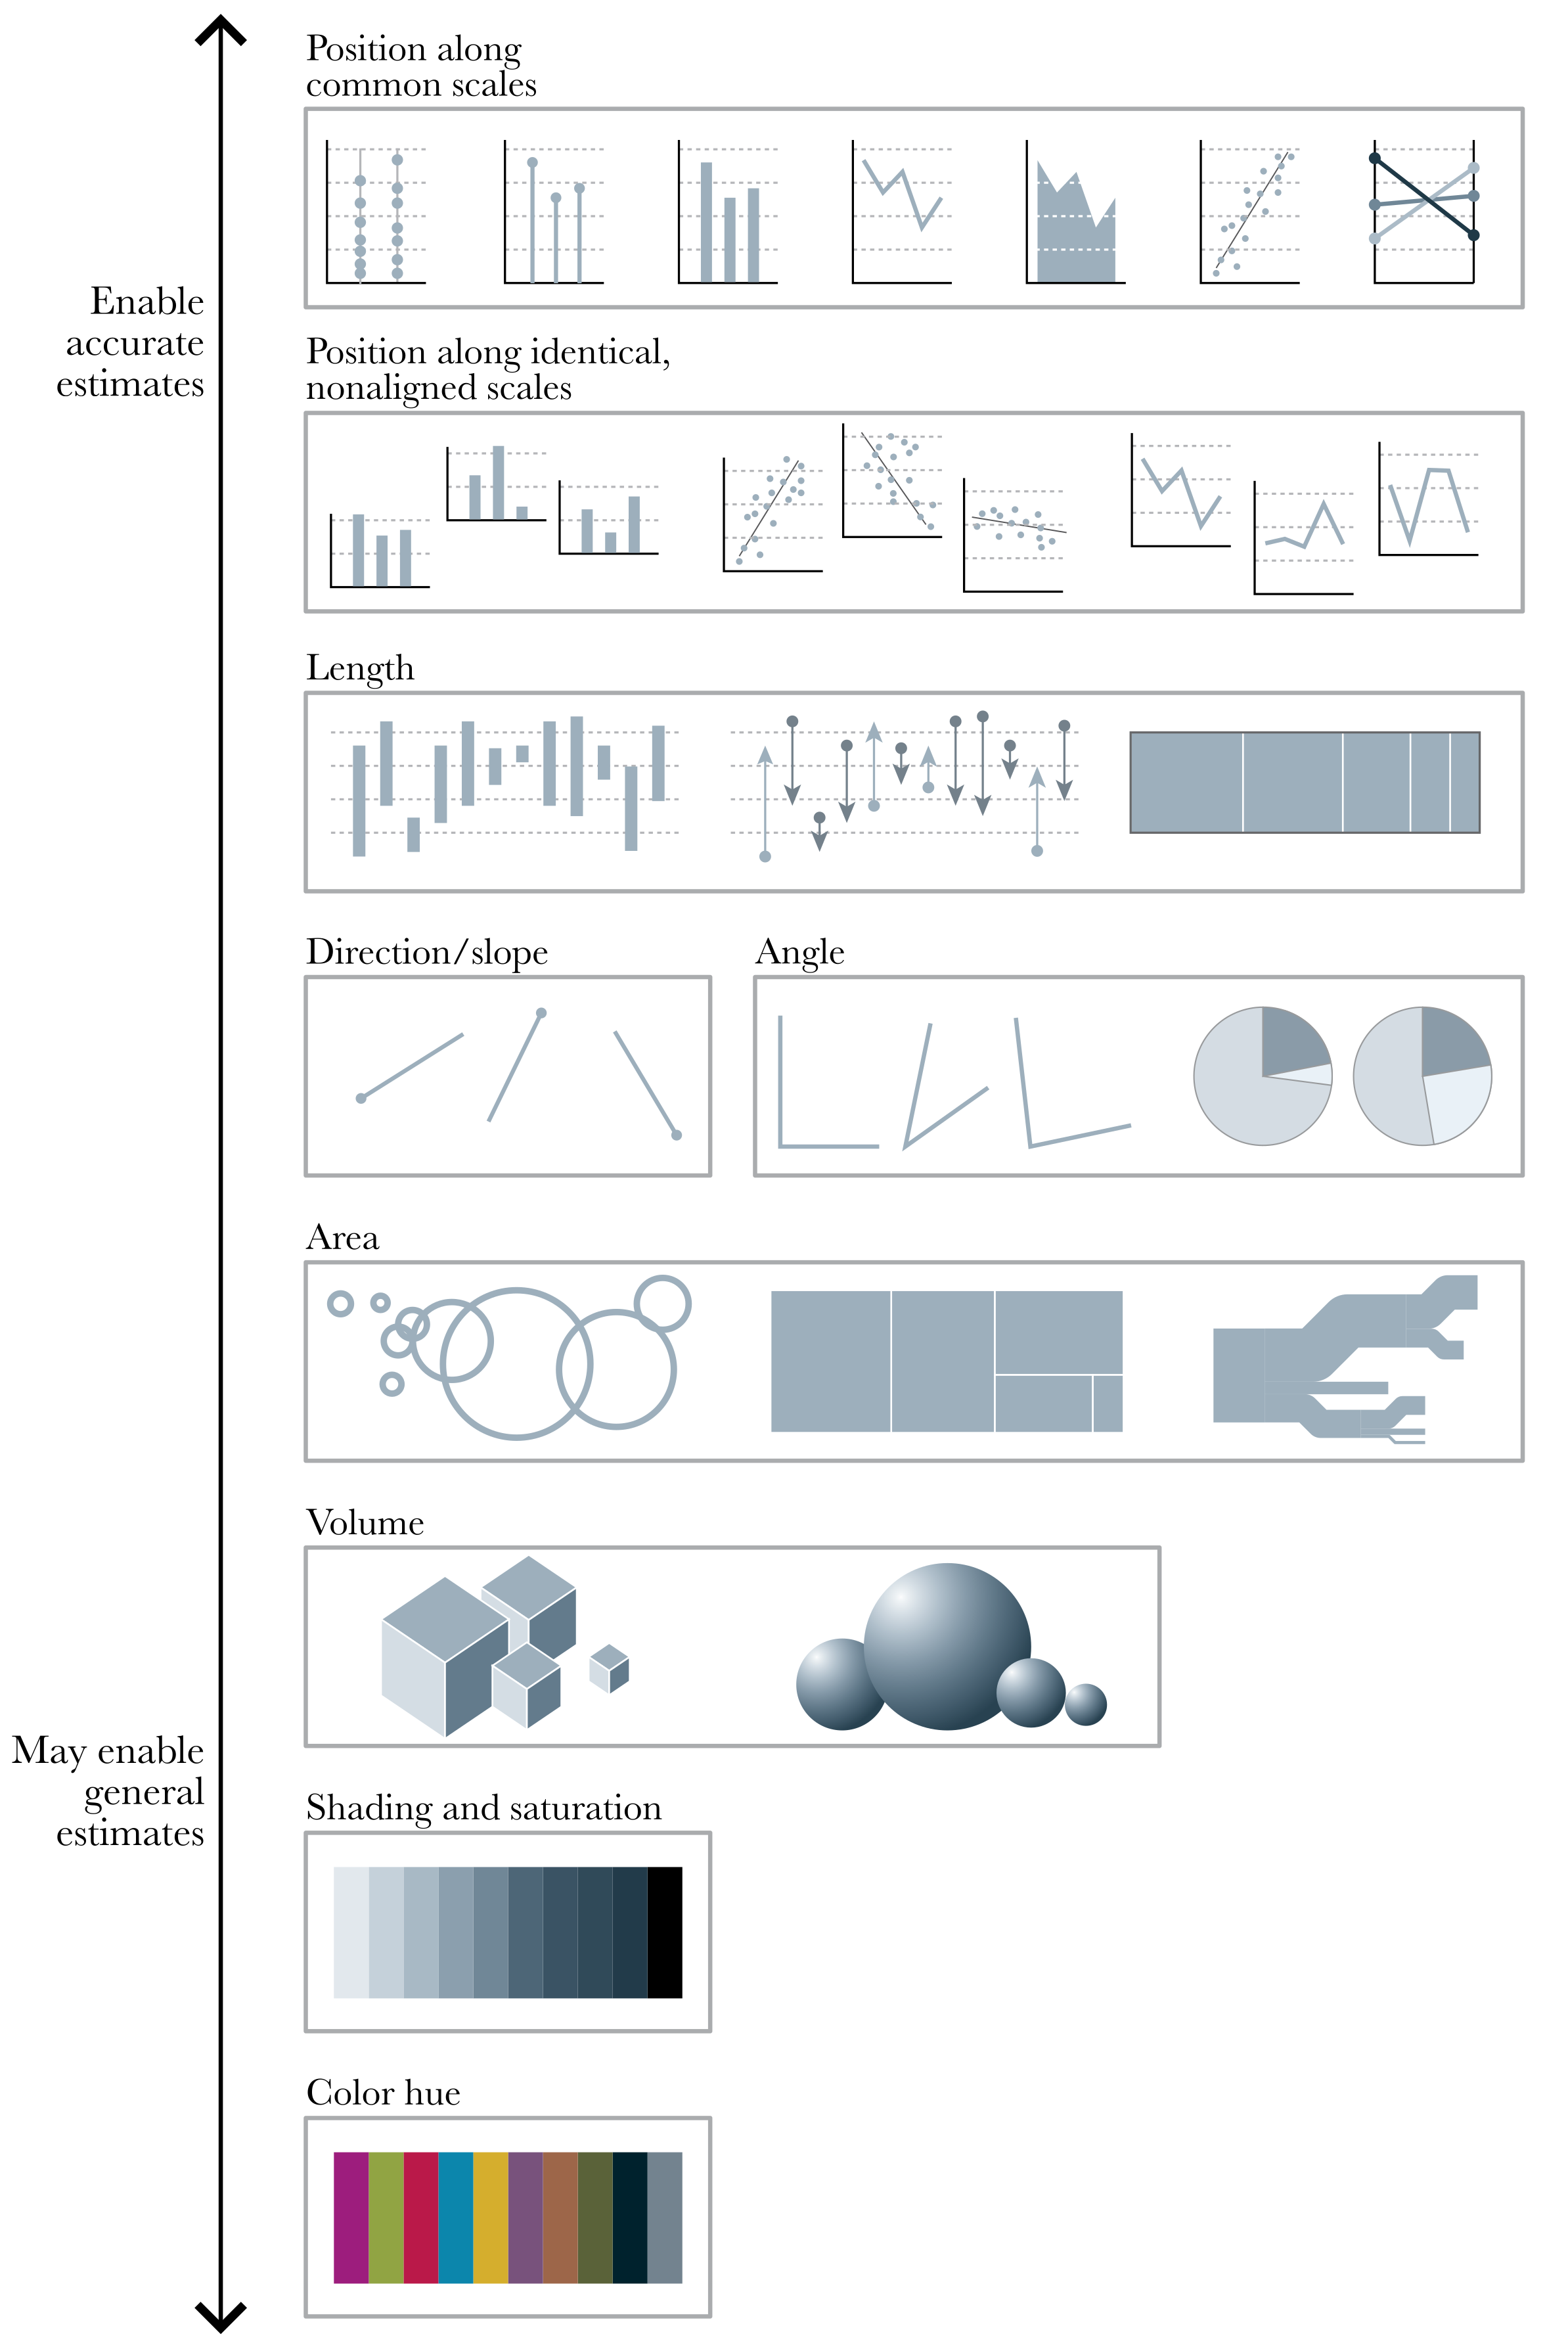 Position along
common scales
Enable
accurate
estimates
Position along identical,
nonaligned scales
Length
Direction/slope
Angle
Area
Volume
May enable
general
estimates
Shading and saturation
Color hue